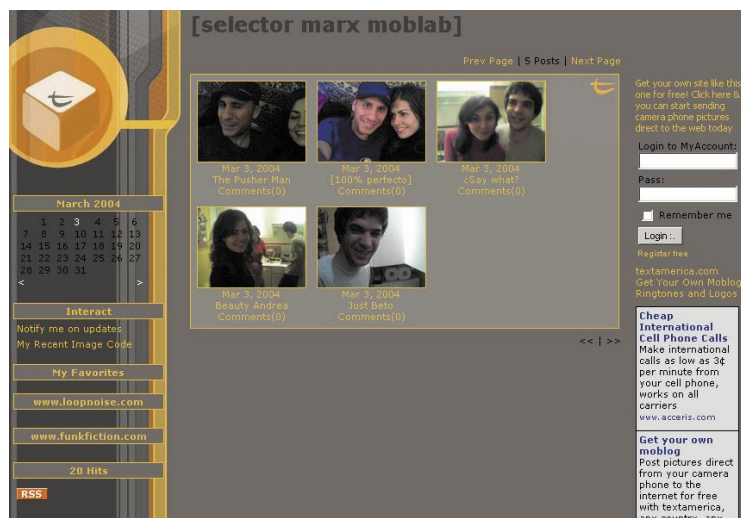 [selector marx moblab]
Prev Page | 5 Posts | Next Page
Mar 3, 2004
The Pusher Man
Comments(0)
Mar 3, 2004
[100% perfecto]
Comments(0)
Mar 3, 2004
¿Say what?
Comments(0)
Mar 3, 2004
Beauty Andrea
Comments(0)
Mar 3, 2004
Just Beto
Comments(0)
<< | >>
March 2004
1 2 3 4 5 6
7 8 9 10 11 12 13
14 15 16 17 18 19 20
21 22 23 24 25 26 27
28 29 30 31
< >
Interact
Notify me on updates
My Recent Image Code
My Favorites
www.loopnoise.com
www.funkfiction.com
20 Hits
RSS
Get your own site like this
one for free! Click here &
you can start sending
camera phone pictures
direct to the web today
Login to MyAccount:
Pass:
Remember me
Login :.
Register free
textamerica.com
Get Your Own Moblog
Ringtones and Logos
Cheap
International
Cell Phone Calls
Make international
calls as low as 3¢
per minute from
your cell phone,
works on all
carriers
www.acceris.com
Get your own
moblog
Post pictures direct
from your camera
phone to the
internet for free
with textamerica,